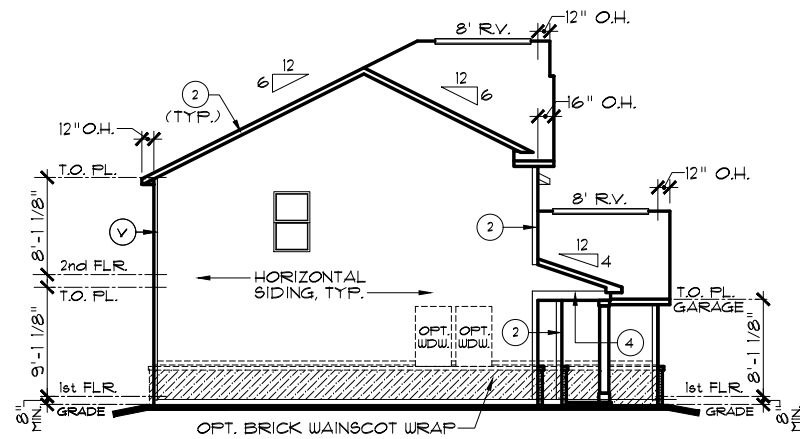 12" O.H.
8' R.V.
12
6
12
6
2
(TYP.)
16" O.H.
12" O.H.
T.O. PL.
12" O.H.
8' R.V.
8'-1 1/8"
V
2
12
4
2nd FLR.
HORIZONTAL
SIDING, TYP.
T.O. PL.
T.O. PL.
GARAGE
9'-1 1/8"
OPT.
WDW.
OPT.
WDW.
2
4
8'-1 1/8"
1st FLR.
1st FLR.
8"
MIN.
GRADE
GRADE
8"
MIN.
OPT. BRICK WAINSCOT WRAP